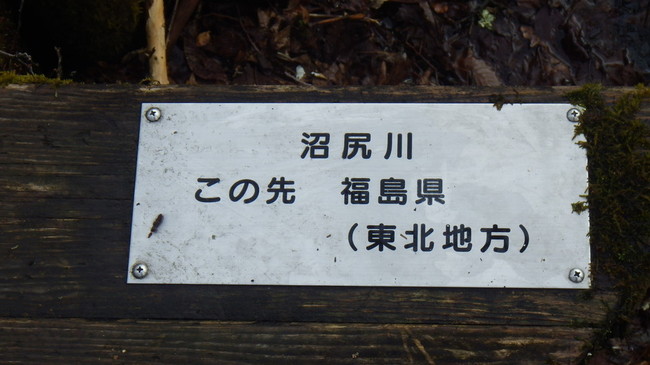 沼尻川
この先　福島県
（東北地方）